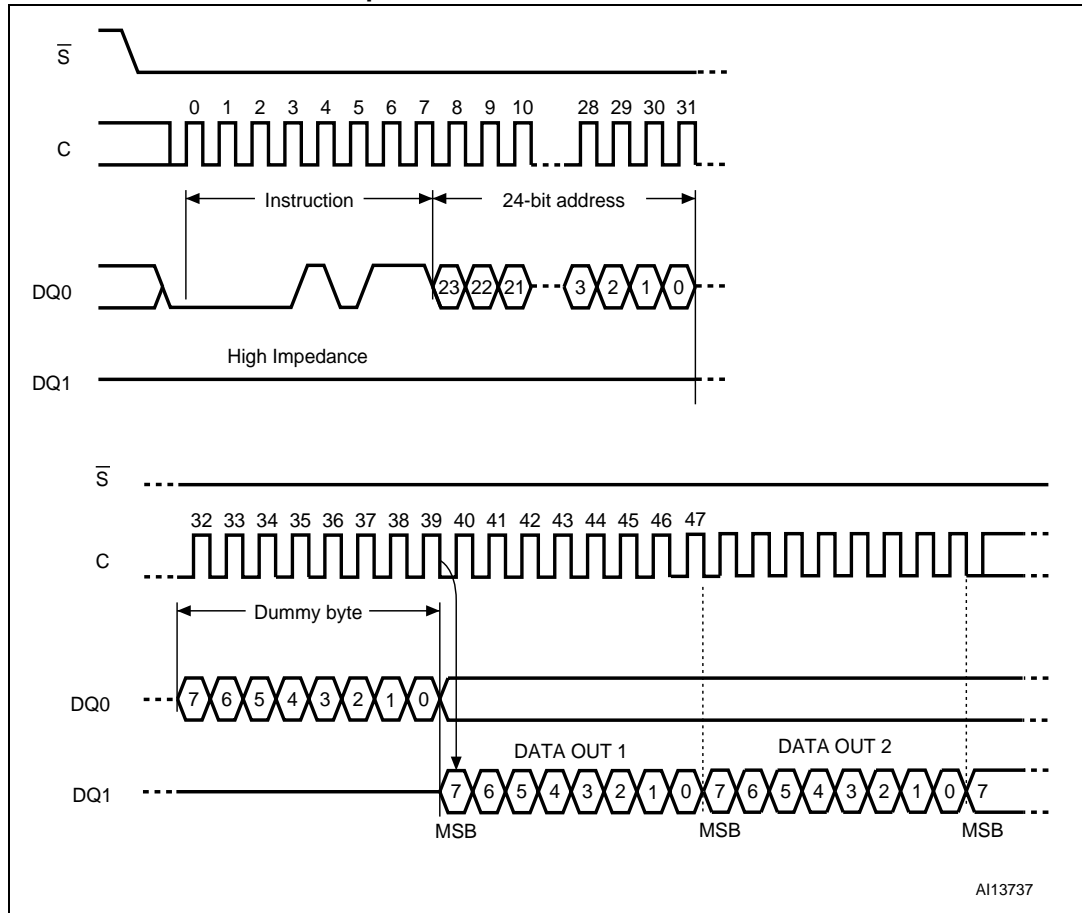 S
0 1 2 3 4 5 6 7 8 9 10 28 29 30 31
C
Instruction 24-bit address
DQ0 23 22 21 3 2 1 0
High Impedance
DQ1
S
32 33 34 35 36 37 38 39 40 41 42 43 44 45 46 47
C
Dummy byte
DQ0 7 6 5 4 3 2 1 0
DATA OUT 1 DATA OUT 2
DQ1 7 6 5 4 3 2 1 0 7 6 5 4 3 2 1 0 7
MSB MSB MSB
AI13737